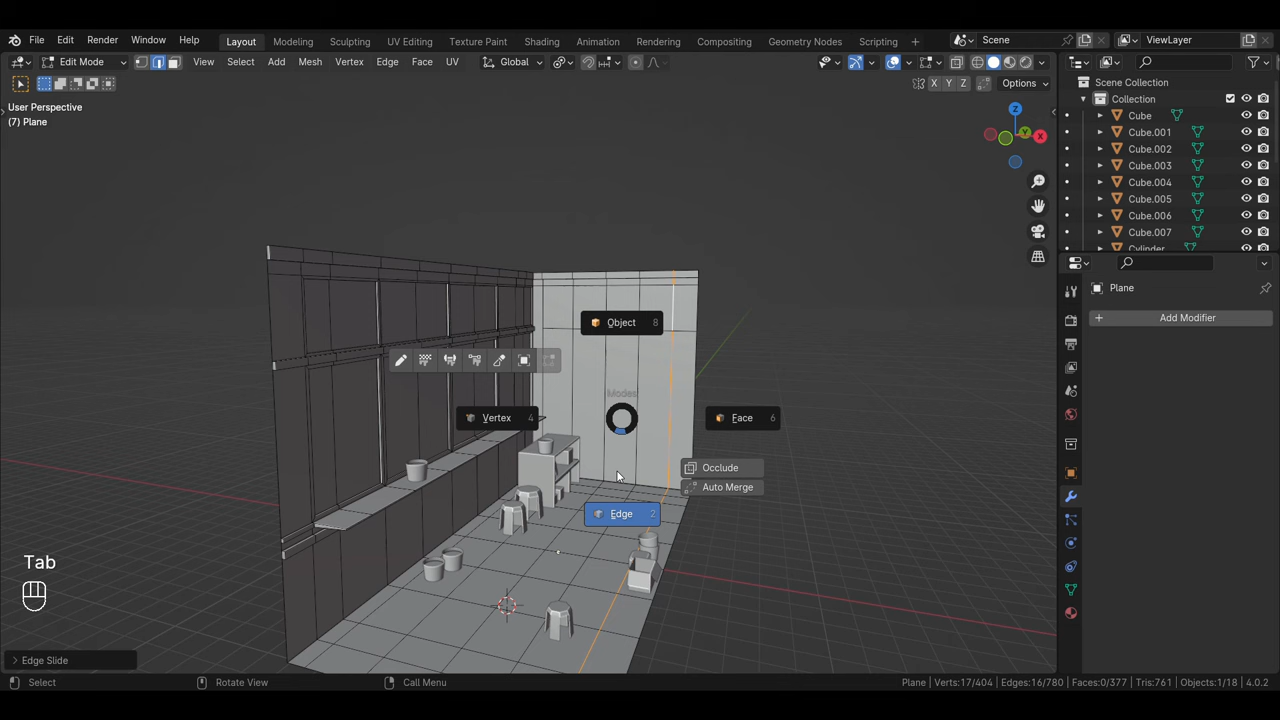 File Edit Render Window Help Layout Modeling Sculpting UV Editing Texture Paint Shading Animation Rendering Compositing Geometry Nodes Scripting + Scene ViewLayer
Edit Mode View Select Add Mesh Vertex Edge Face UV Global
X Y Z Options
User Perspective
(7) Plane
Z
Y
X
Scene Collection
Collection
Cube
Cube.001
Cube.002
Cube.003
Cube.004
Cube.005
Cube.006
Cube.007
Cylinder
Plane
+ Add Modifier
Object 8
Modes
Vertex 4
Face 6
Occlude
Auto Merge
Edge 2
Tab
> Edge Slide
Select Rotate View Call Menu Plane | Verts:17/404 | Edges:16/780 | Faces:0/377 | Tris:761 | Objects:1/18 | 4.0.2